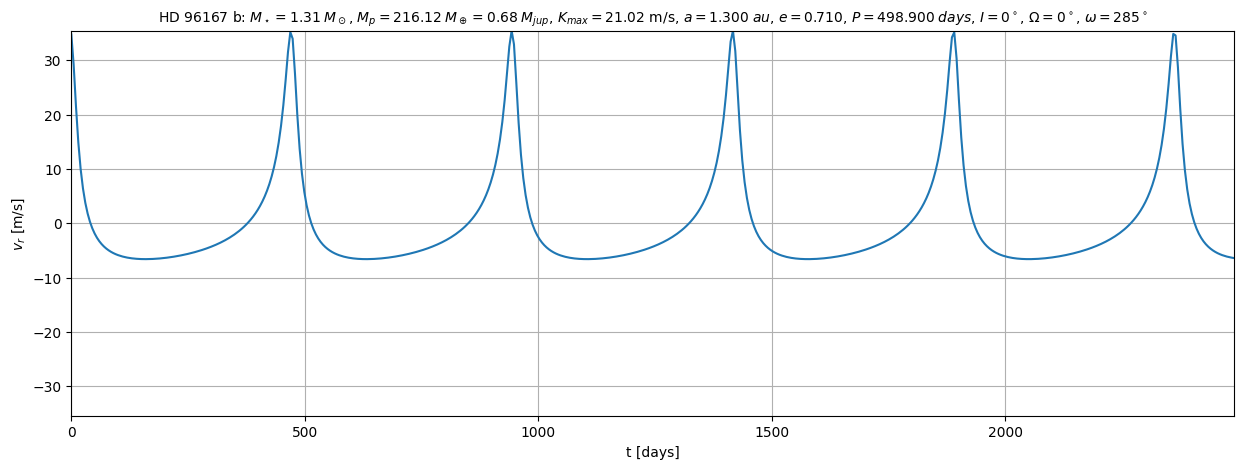 HD 96167 b: M⋆ = 1.31 M⊙, Mp = 216.12 M⊕ = 0.68 Mjup, Kmax = 21.02 m/s, a = 1.300 au, e = 0.710, P = 498.900 days, I = 0°, Ω = 0°, ω = 285°
30
20
10
0
−10
−20
−30
vr [m/s]
0 500 1000 1500 2000
t [days]